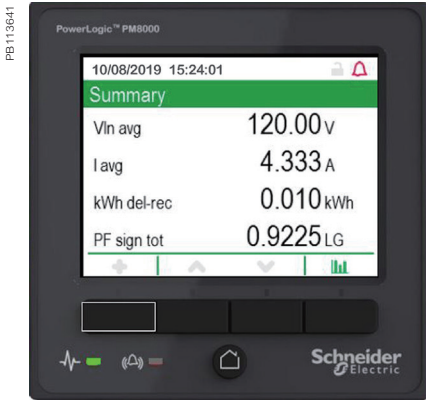 PB113641
PowerLogic™ PM8000
10/08/2019 15:24:01
Summary
Vln avg 120.00 V
I avg 4.333 A
kWh del-rec 0.010 kWh
PF sign tot 0.9225 LG
Schneider
Electric